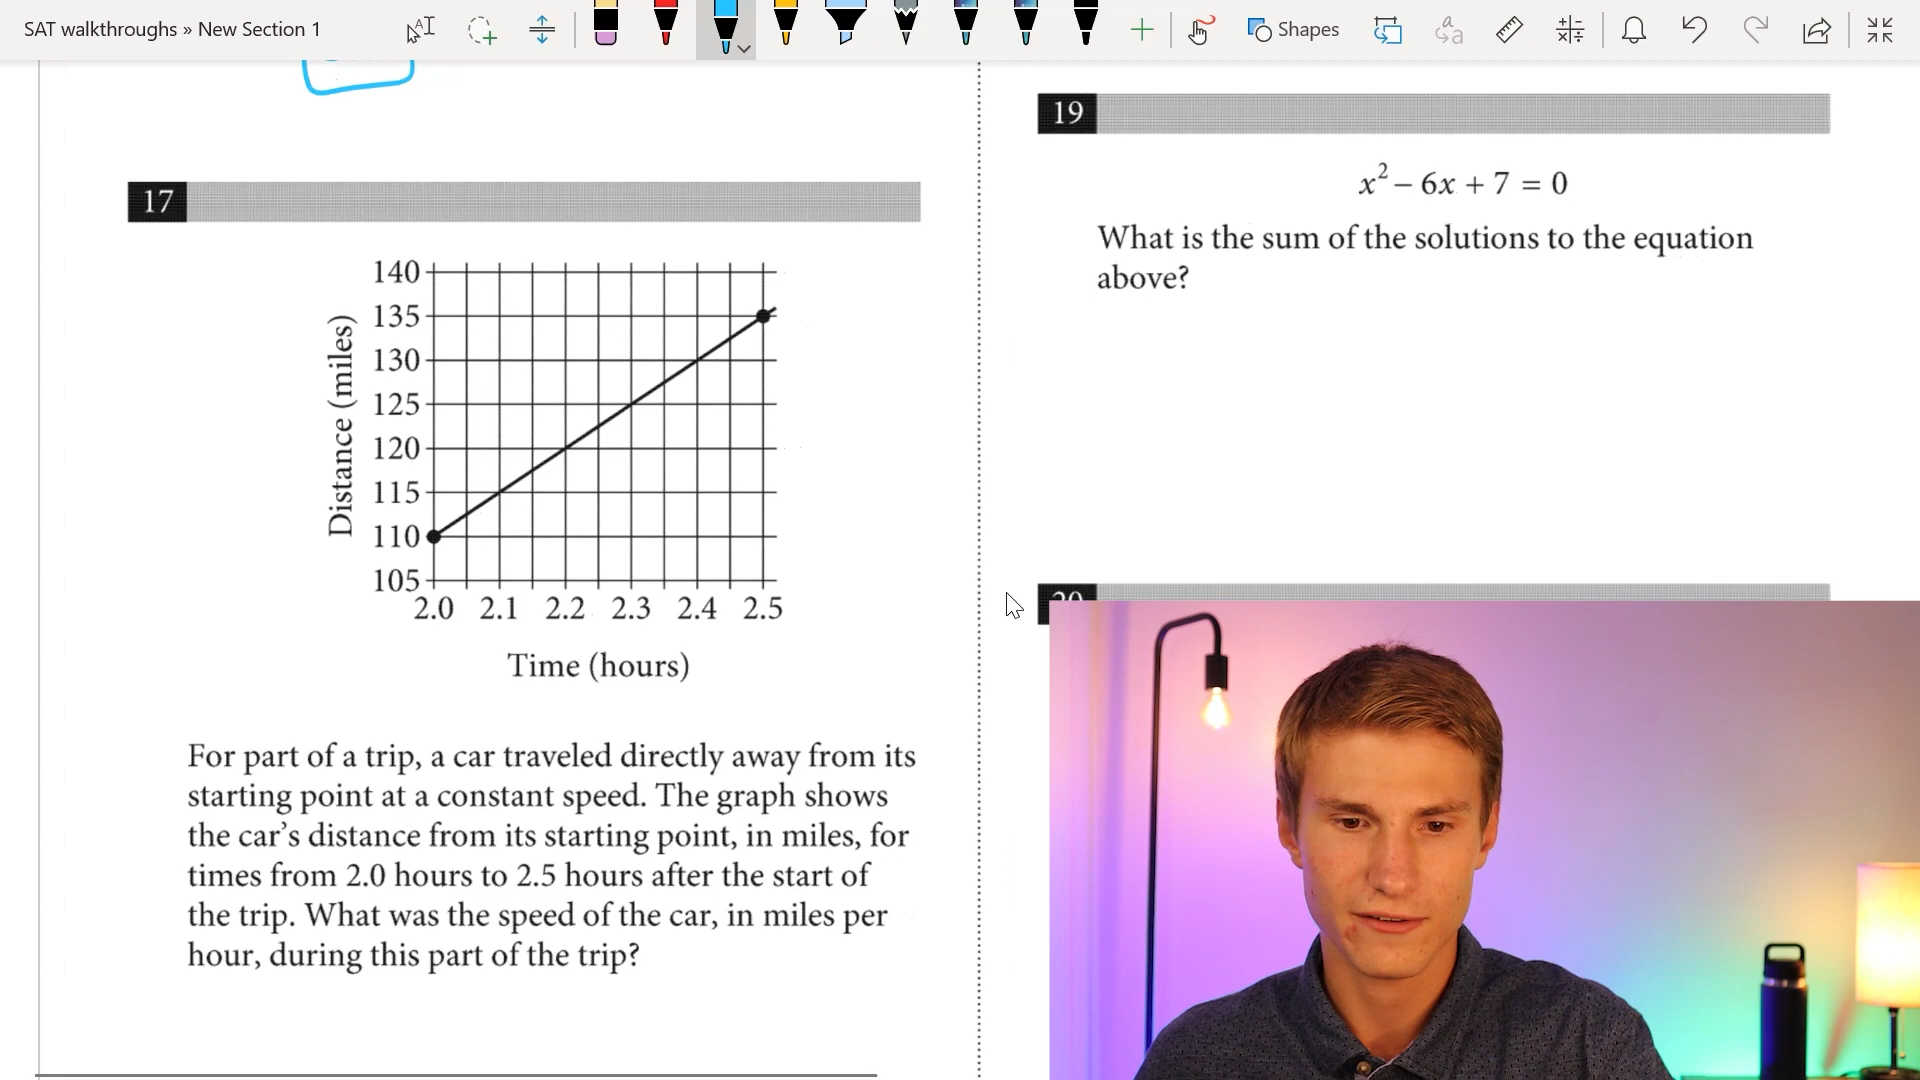 SAT walkthroughs » New Section 1
Shapes
17
140
135
130
125
120
115
110
105
Distance (miles)
2.0 2.1 2.2 2.3 2.4 2.5
Time (hours)
For part of a trip, a car traveled directly away from its
starting point at a constant speed. The graph shows
the car's distance from its starting point, in miles, for
times from 2.0 hours to 2.5 hours after the start of
the trip. What was the speed of the car, in miles per
hour, during this part of the trip?
19
x² – 6x + 7 = 0
What is the sum of the solutions to the equation
above?
20